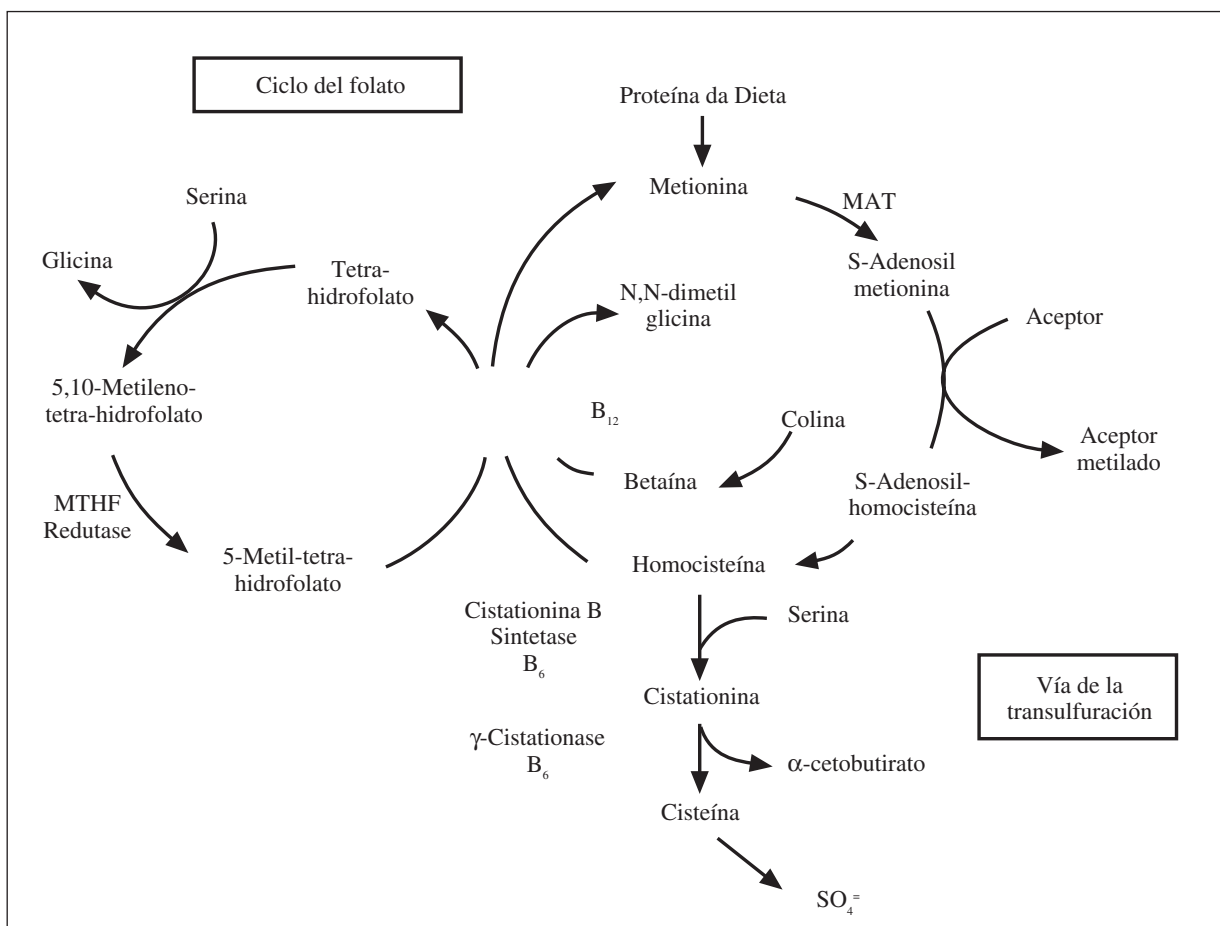 Ciclo del folato
Proteína da Dieta
Metionina
MAT
S-Adenosil
metionina
Aceptor
Aceptor
metilado
S-Adenosil-
homocisteína
Serina
Glicina
Tetra-
hidrofolato
N,N-dimetil
glicina
5,10-Metileno-
tetra-hidrofolato
B₁₂
Colina
Betaína
MTHF
Redutase
5-Metil-tetra-
hidrofolato
Homocisteína
Cistationina B
Sintetase
B₆
Serina
Cistationina
Vía de la
transulfuración
γ-Cistationase
B₆
α-cetobutirato
Cisteína
SO₄⁼